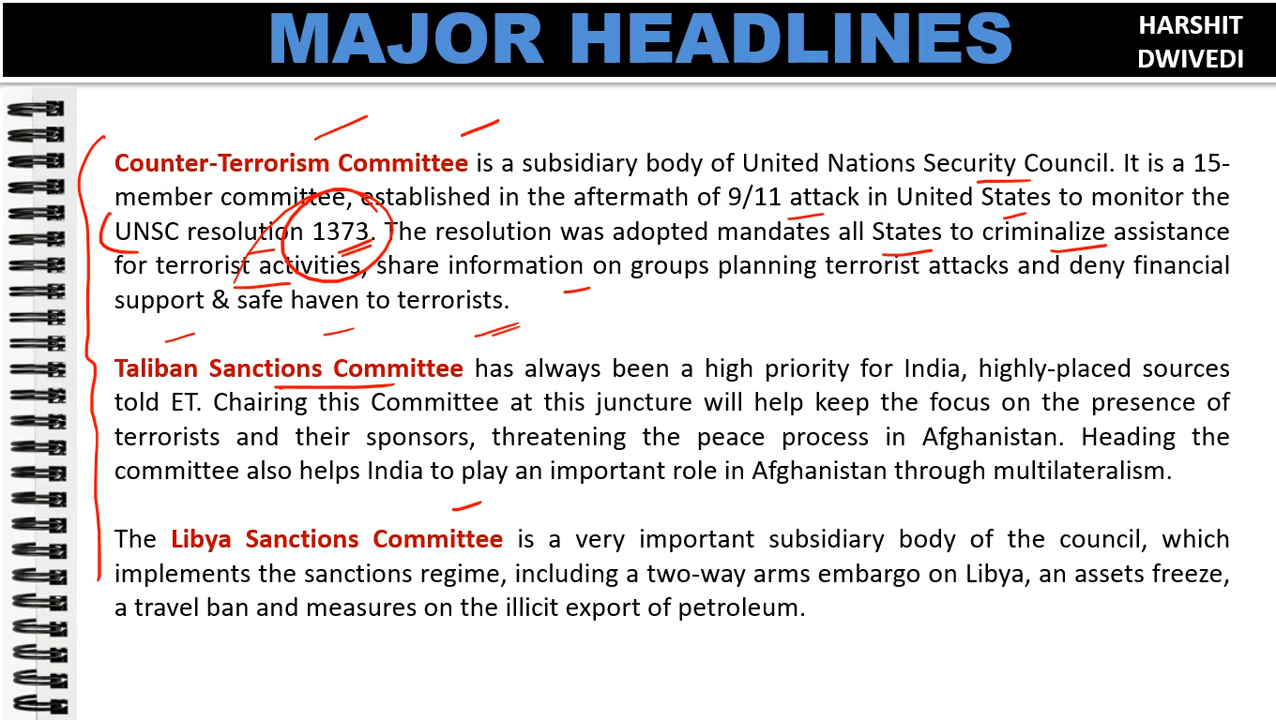 MAJOR HEADLINES
HARSHIT
DWIVEDI
Counter-Terrorism Committee is a subsidiary body of United Nations Security Council. It is a 15-
member committee, established in the aftermath of 9/11 attack in United States to monitor the
UNSC resolution 1373. The resolution was adopted mandates all States to criminalize assistance
for terrorist activities, share information on groups planning terrorist attacks and deny financial
support & safe haven to terrorists.
Taliban Sanctions Committee has always been a high priority for India, highly-placed sources
told ET. Chairing this Committee at this juncture will help keep the focus on the presence of
terrorists and their sponsors, threatening the peace process in Afghanistan. Heading the
committee also helps India to play an important role in Afghanistan through multilateralism.
The Libya Sanctions Committee is a very important subsidiary body of the council, which
implements the sanctions regime, including a two-way arms embargo on Libya, an assets freeze,
a travel ban and measures on the illicit export of petroleum.